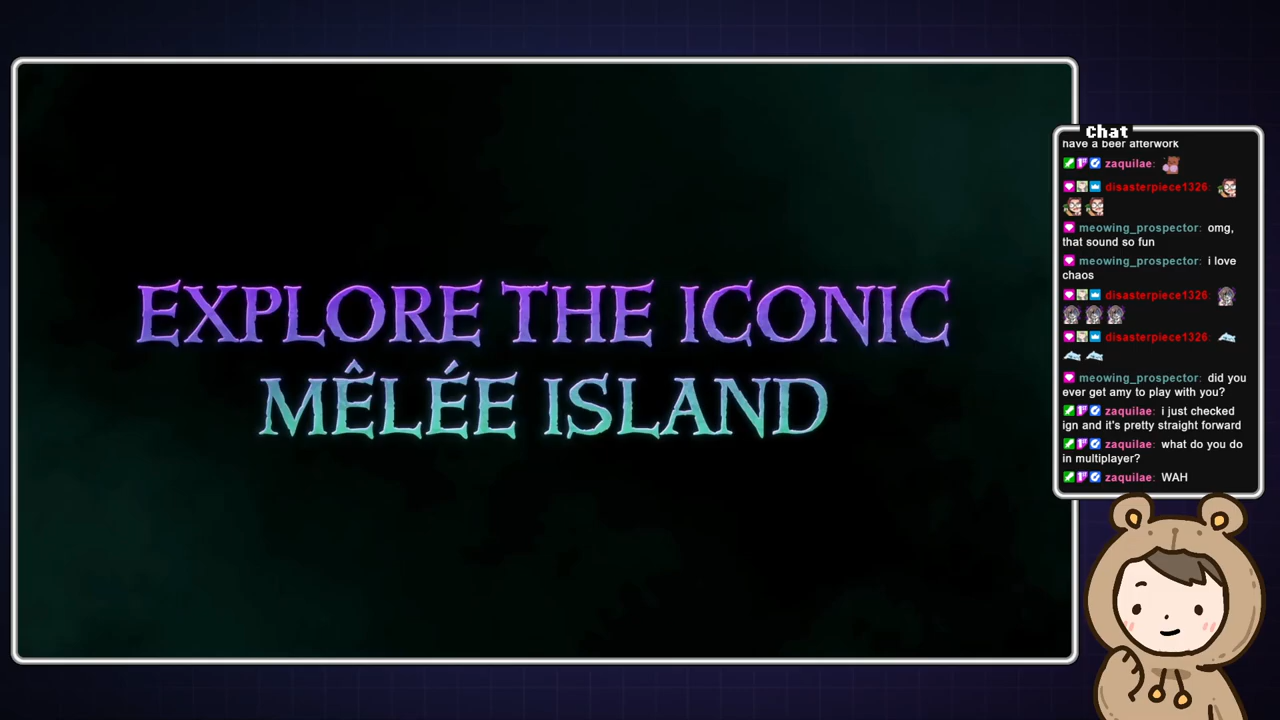 EXPLORE THE ICONIC
MÊLÉE ISLAND
Chat
have a beer afterwork
zaquilae:
disasterpiece1326:
meowing_prospector: omg,
that sound so fun
meowing_prospector: i love
chaos
disasterpiece1326:
disasterpiece1326:
meowing_prospector: did you
ever get amy to play with you?
zaquilae: i just checked
ign and it's pretty straight forward
zaquilae: what do you do
in multiplayer?
zaquilae: WAH